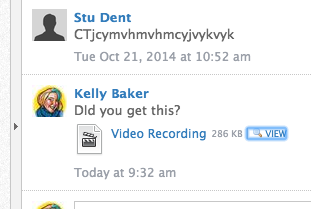 Stu Dent
CTjcymvhmvhmcyjvykvyk
Tue Oct 21, 2014 at 10:52 am
Kelly Baker
DId you get this?
Video Recording 286 KB VIEW
Today at 9:32 am